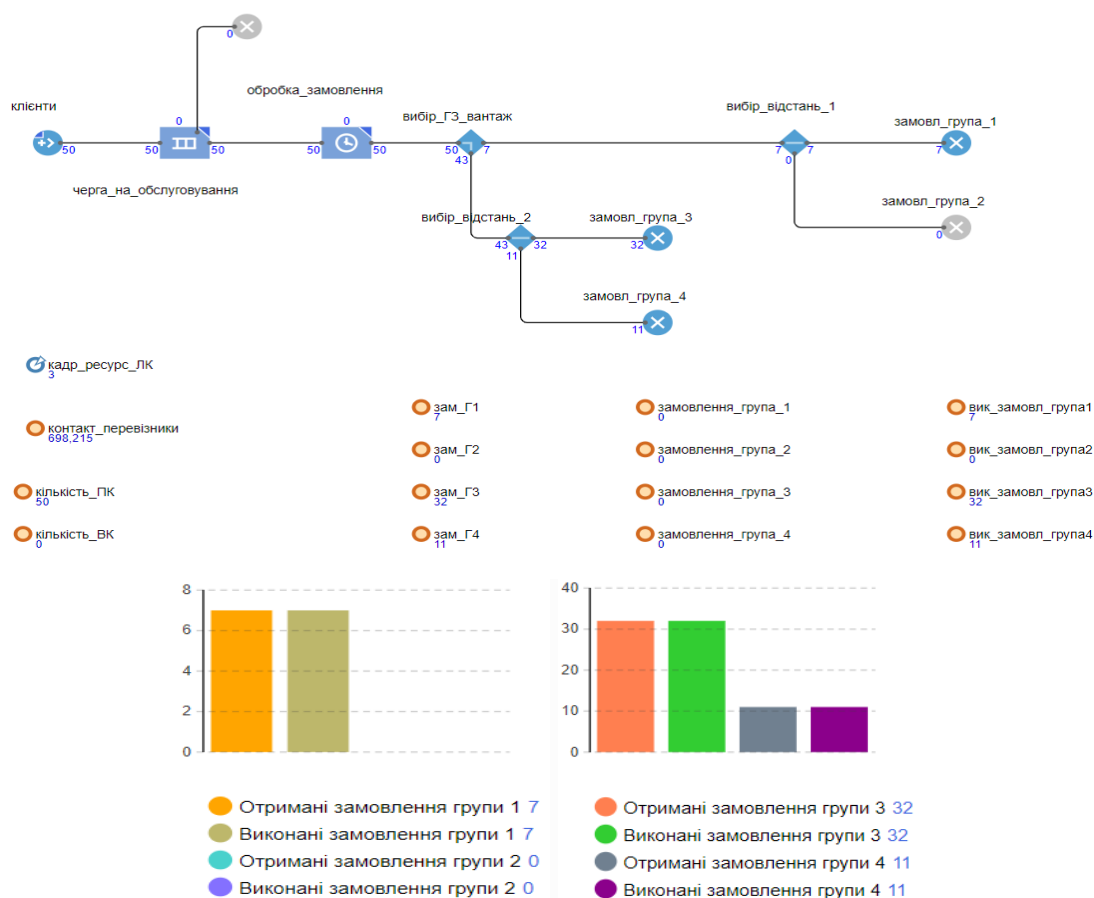 0
обробка_замовлення
клієнти
0
0
вибір_ГЗ_вантаж
вибір_відстань_1
замовл_група_1
50
50
50
50
50
50
7
43
7
7
0
7
черга_на_обслуговування
замовл_група_2
0
вибір_відстань_2
замовл_група_3
43
32
32
11
замовл_група_4
11
кадр_ресурс_ЛК
3
контакт_перевізники
698,215
кількість_ПК
50
кількість_ВК
0
зам_Г1
7
зам_Г2
0
зам_Г3
32
зам_Г4
11
замовлення_група_1
0
замовлення_група_2
0
замовлення_група_3
0
замовлення_група_4
0
вик_замовл_група1
7
вик_замовл_група2
0
вик_замовл_група3
32
вик_замовл_група4
11
8
6
4
2
0
Отримані замовлення групи 1 7
Виконані замовлення групи 1 7
Отримані замовлення групи 2 0
Виконані замовлення групи 2 0
40
30
20
10
0
Отримані замовлення групи 3 32
Виконані замовлення групи 3 32
Отримані замовлення групи 4 11
Виконані замовлення групи 4 11